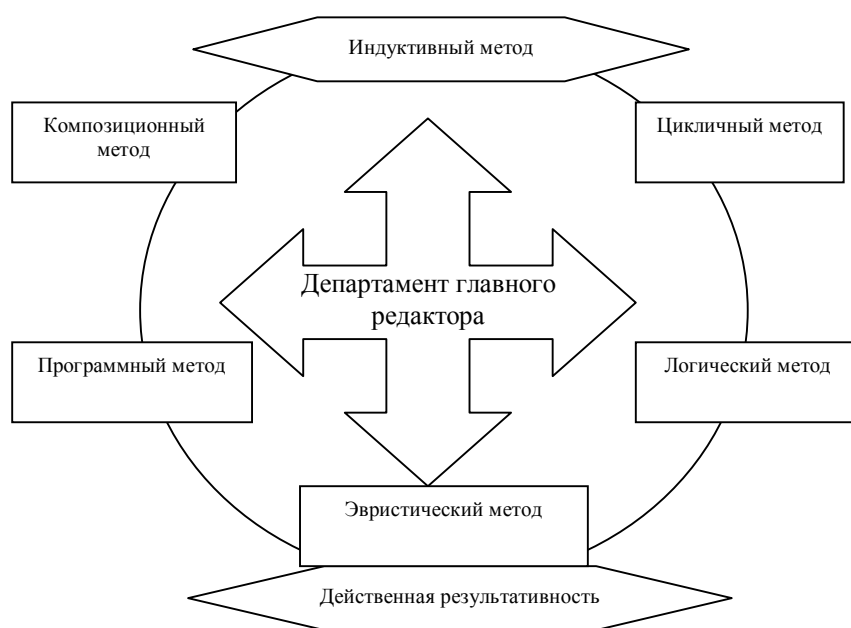 Индуктивный метод
Композиционный
метод
Цикличный метод
Департамент главного
редактора
Программный метод
Логический метод
Эвристический метод
Действенная результативность